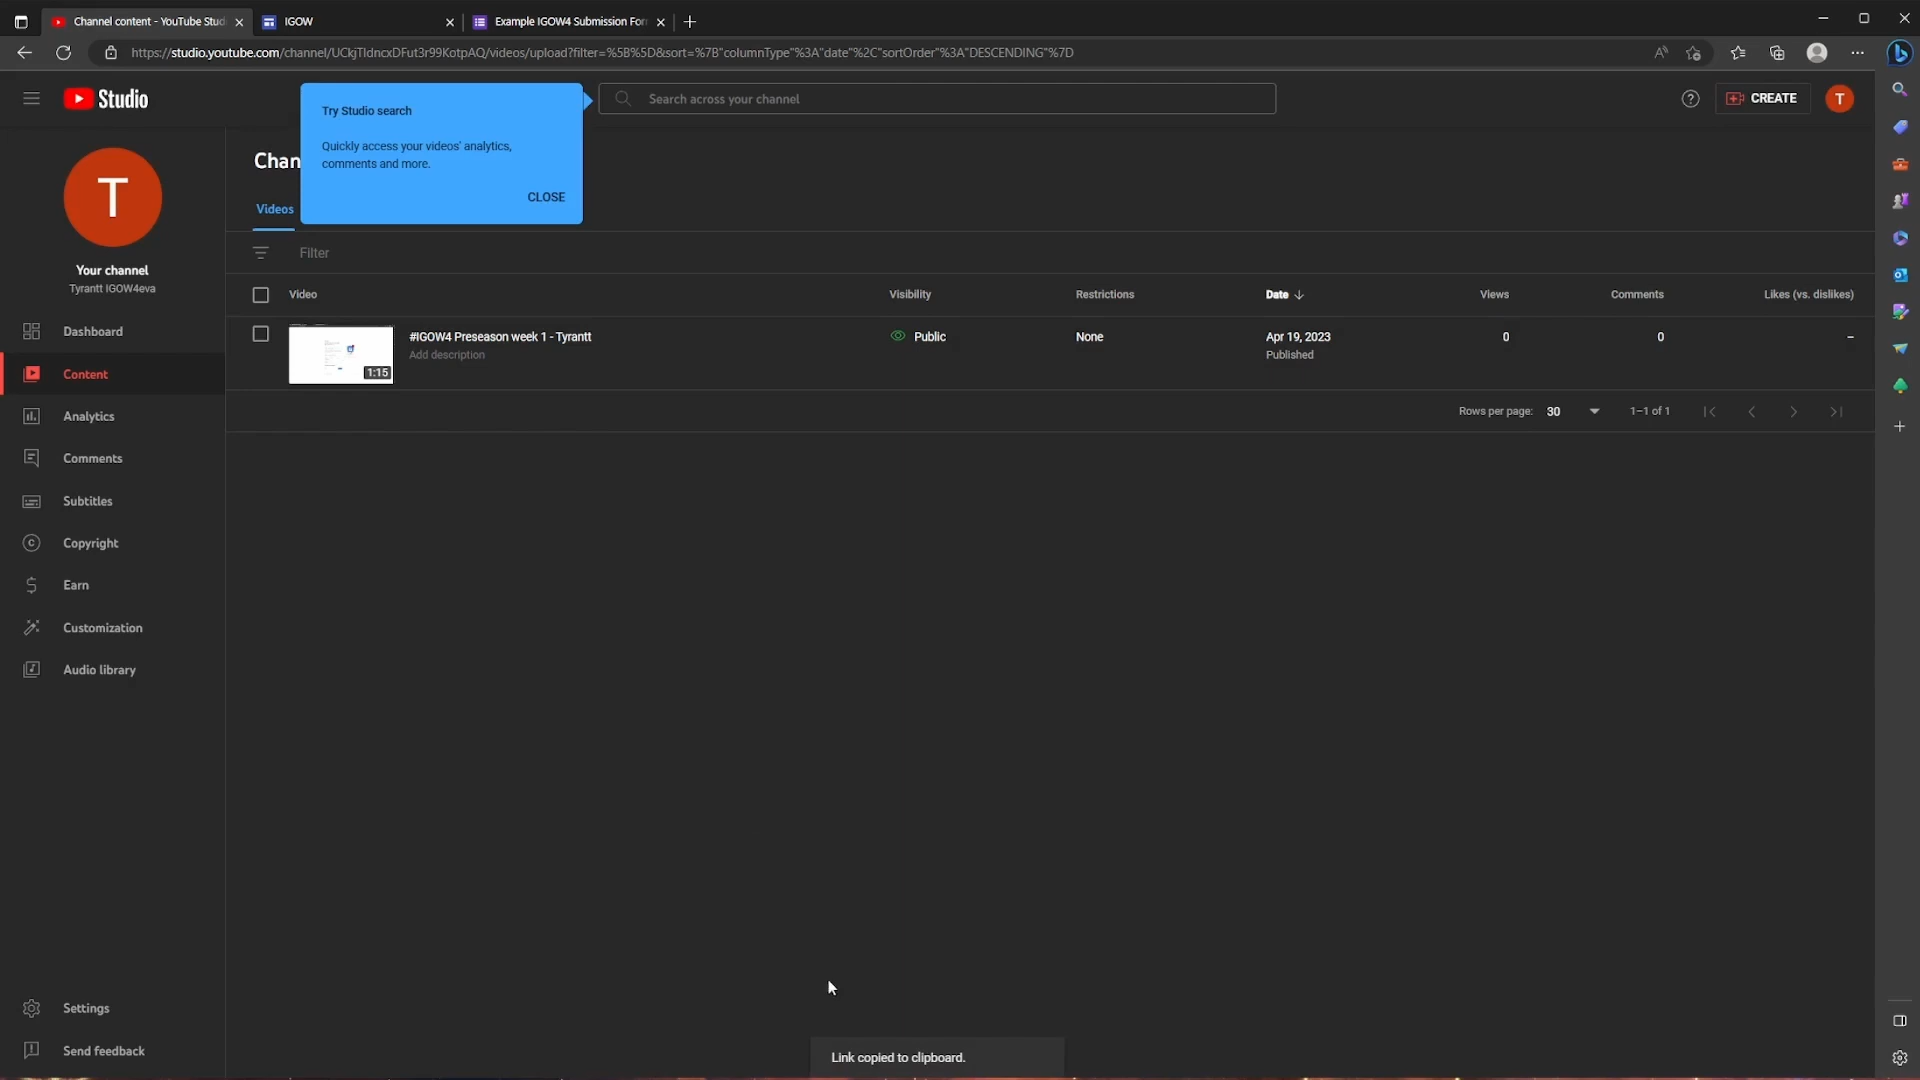 Channel content - YouTube Stud
IGOW
Example IGOW4 Submission For
https://studio.youtube.com/channel/UCkjTIdncxDFut3r99KotpAQ/videos/upload?filter=%5B%5D&sort=%7B"columnType"%3A"date"%2C"sortOrder"%3A"DESCENDING"%7D
Studio
Try Studio search
Quickly access your videos' analytics,
comments and more.
CLOSE
Search across your channel
CREATE
T
T
Your channel
Tyrantt IGOW4eva
Dashboard
Content
Analytics
Comments
Subtitles
Copyright
Earn
Customization
Audio library
Settings
Send feedback
Chan
Videos
Filter
Video
Visibility
Restrictions
Date
Views
Comments
Likes (vs. dislikes)
1:15
#IGOW4 Preseason week 1 - Tyrantt
Add description
Public
None
Apr 19, 2023
Published
0
0
–
Rows per page: 30
1–1 of 1
Link copied to clipboard.